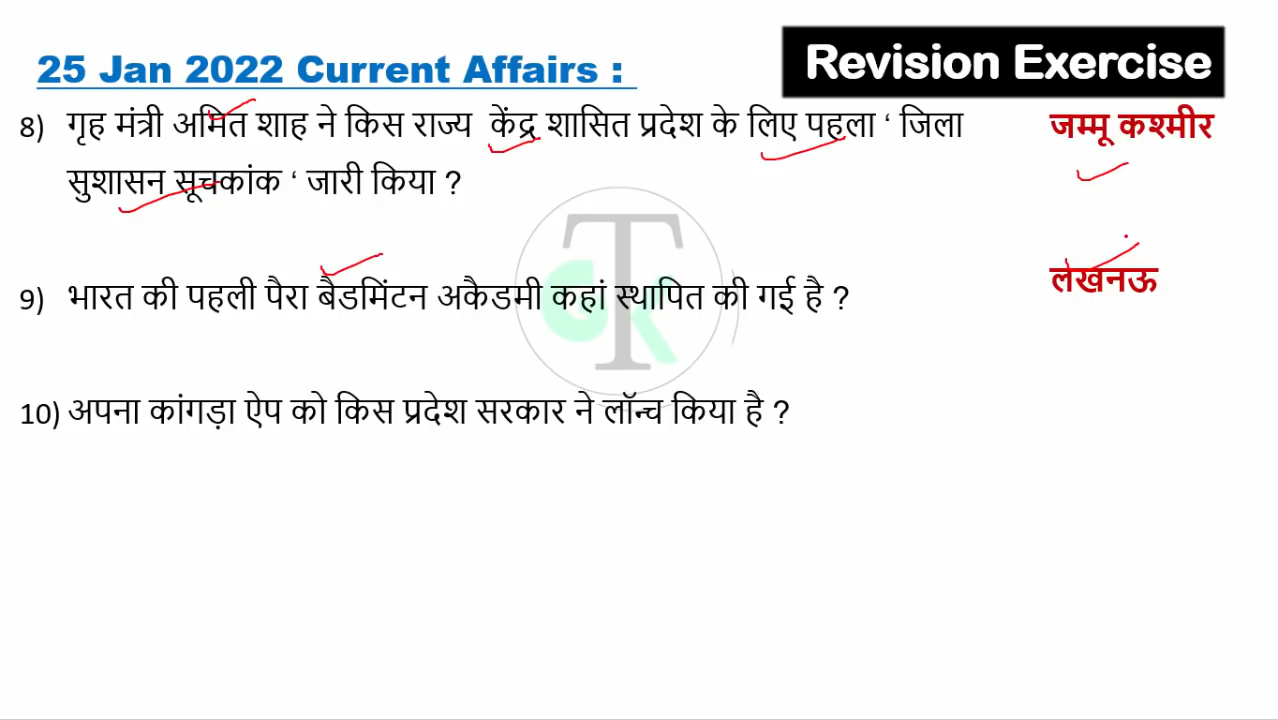 25 Jan 2022 Current Affairs :
Revision Exercise
8) गृह मंत्री अमित शाह ने किस राज्य केंद्र शासित प्रदेश के लिए पहला ‘ जिला
जम्मू कश्मीर
सुशासन सूचकांक ‘ जारी किया ?
9) भारत की पहली पैरा बैडमिंटन अकैडमी कहां स्थापित की गई है ?
लखनऊ
10) अपना कांगड़ा ऐप को किस प्रदेश सरकार ने लॉन्च किया है ?
GTK